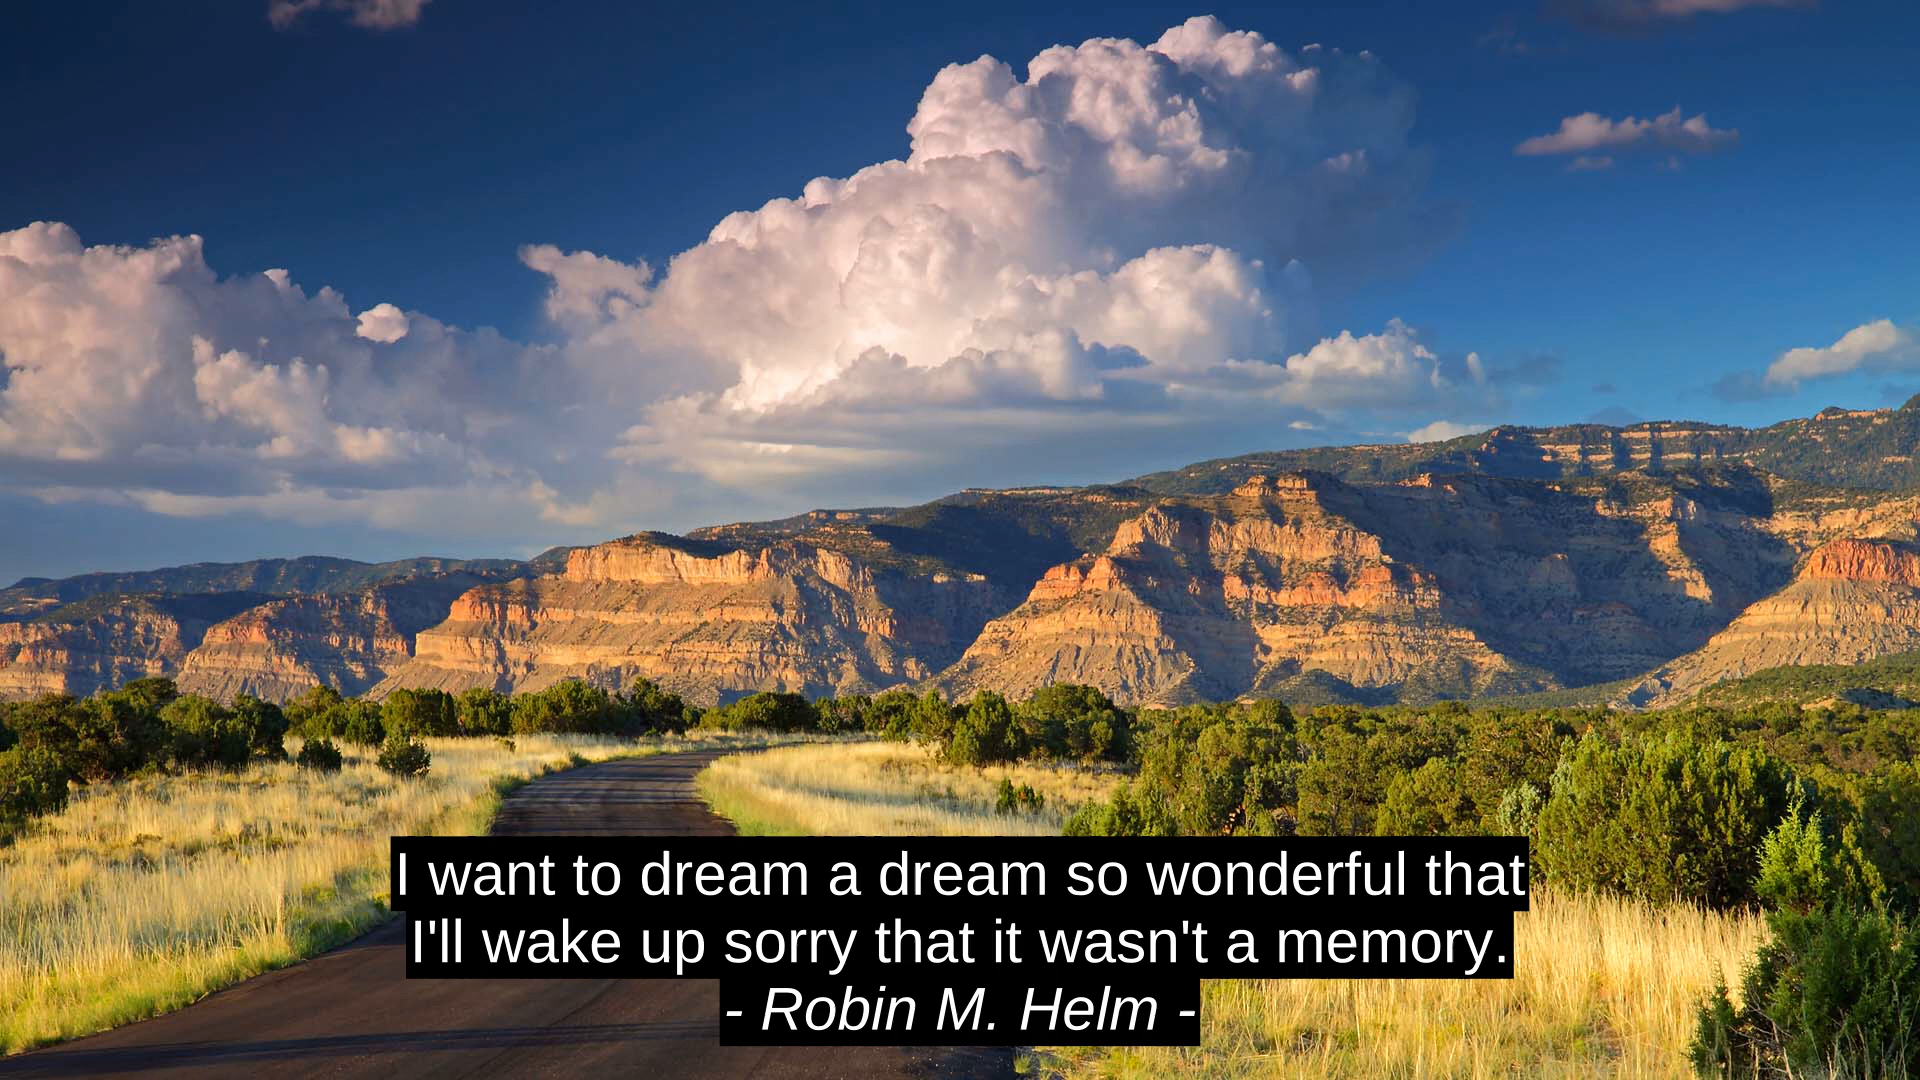 I want to dream a dream so wonderful that
I'll wake up sorry that it wasn't a memory.
- Robin M. Helm -